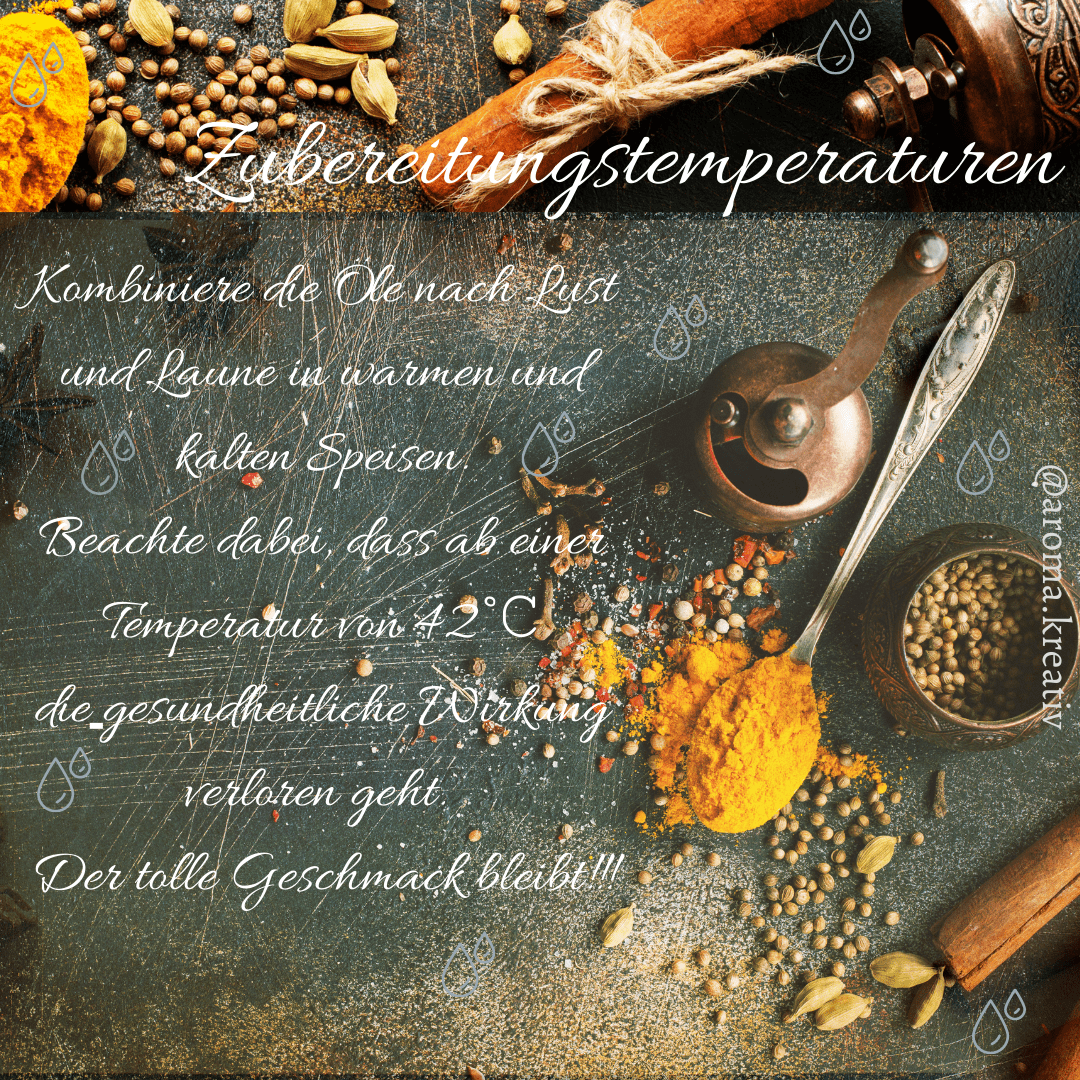 Zubereitungstemperaturen
Kombiniere die Öle nach Lust
und Laune in warmen und
kalten Speisen.
Beachte dabei, dass ab einer
Temperatur von 42°C
die gesundheitliche Wirkung
verloren geht.
Der tolle Geschmack bleibt!!!
@aroma.kreativ